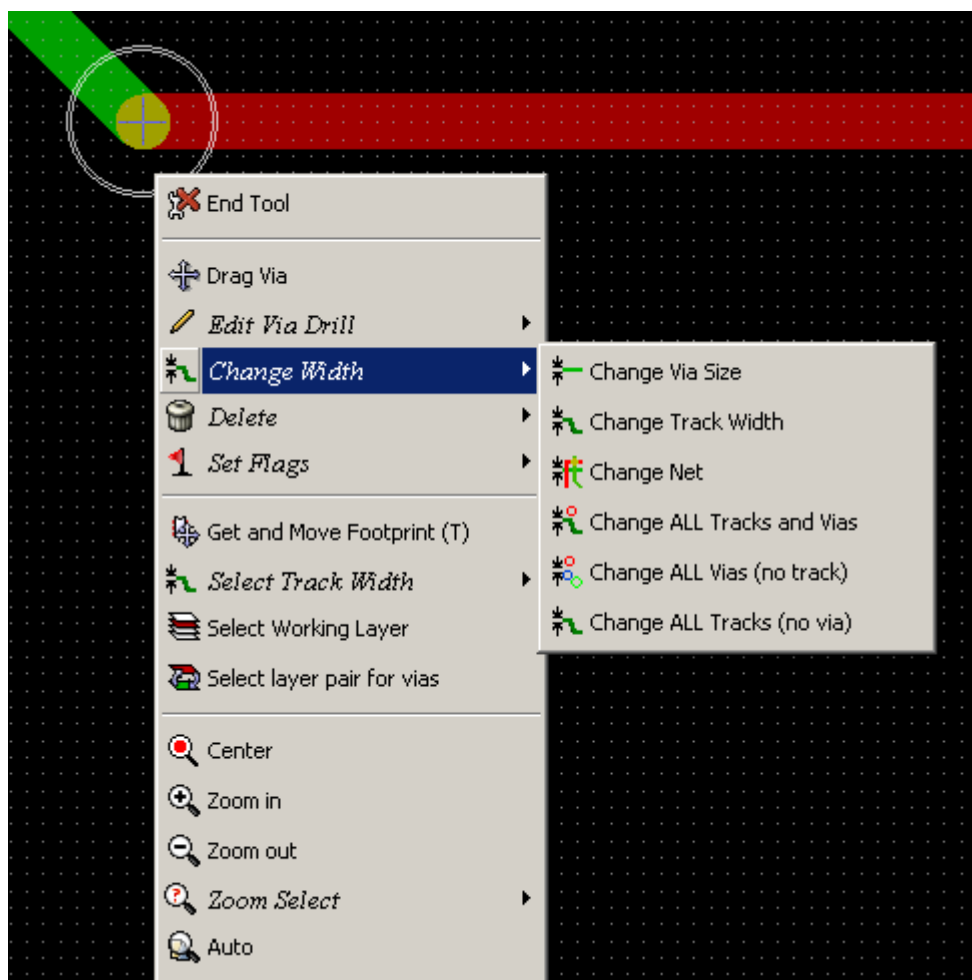 End Tool
Drag Via
Edit Via Drill
Change Width
Delete
Set Flags
Get and Move Footprint (T)
Select Track Width
Select Working Layer
Select layer pair for vias
Center
Zoom in
Zoom out
Zoom Select
Auto
Change Via Size
Change Track Width
Change Net
Change ALL Tracks and Vias
Change ALL Vias (no track)
Change ALL Tracks (no via)